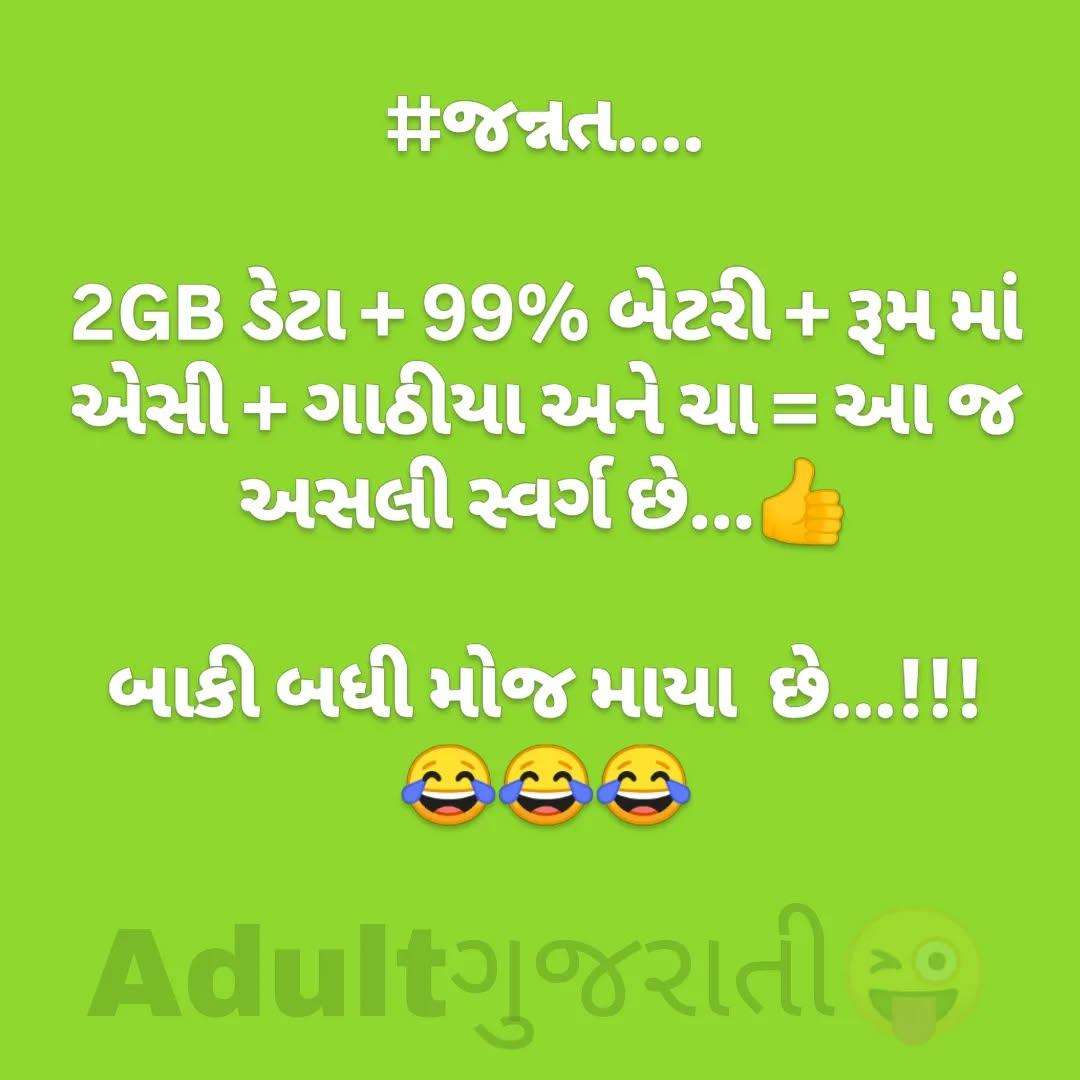 #જન્નત....
2GB ડેટા + 99% બેટરી + રૂમ માં
એસી + ગાઠીયા અને ચા = આ જ
અસલી સ્વર્ગ છે...👍
બાકી બધી મોજ માયા  છે...!!!
😂😂😂
Adultગુજરાતી😜